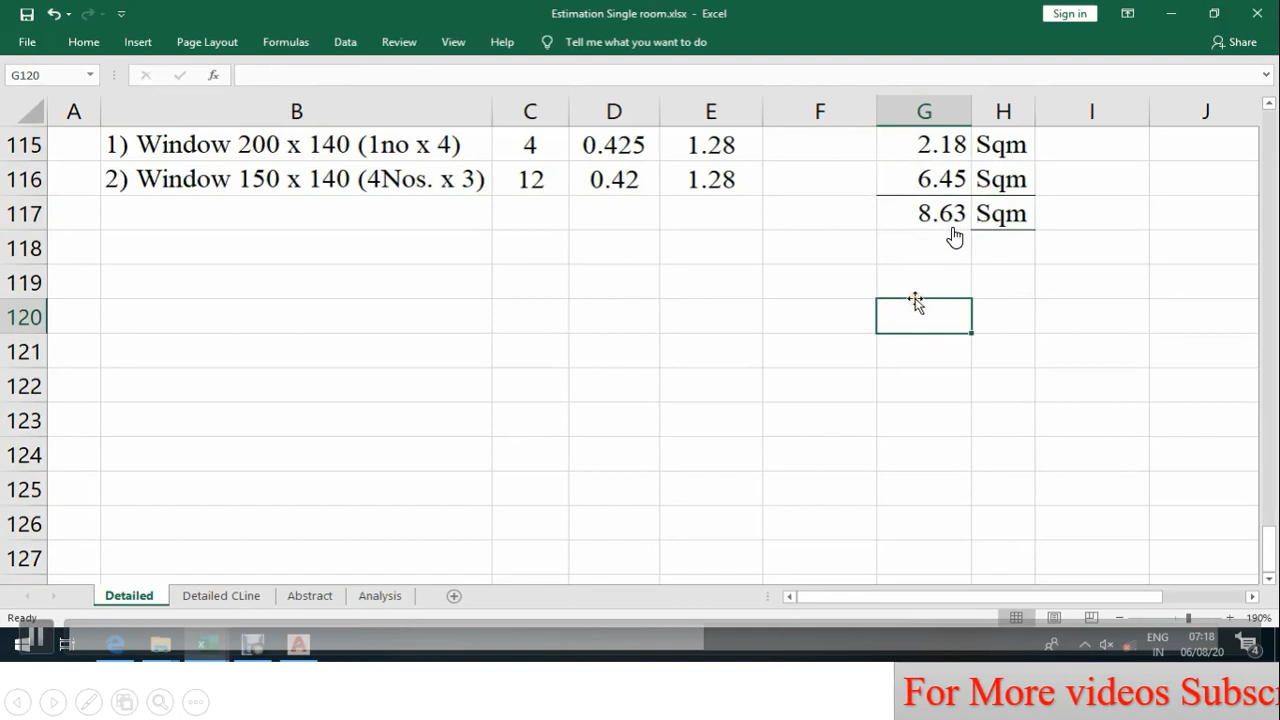 Estimation Single room.xlsx - Excel
Sign in
File Home Insert Page Layout Formulas Data Review View Help Tell me what you want to do Share
G120 fx
A B C D E F G H I J
115 1) Window 200 x 140 (1no x 4) 4 0.425 1.28 2.18 Sqm
116 2) Window 150 x 140 (4Nos. x 3) 12 0.42 1.28 6.45 Sqm
117 8.63 Sqm
118
119
120
121
122
123
124
125
126
127
Detailed Detailed CLine Abstract Analysis
Ready 190%
ENG 07:18
IN 06/08/20 4
For More videos Subsc